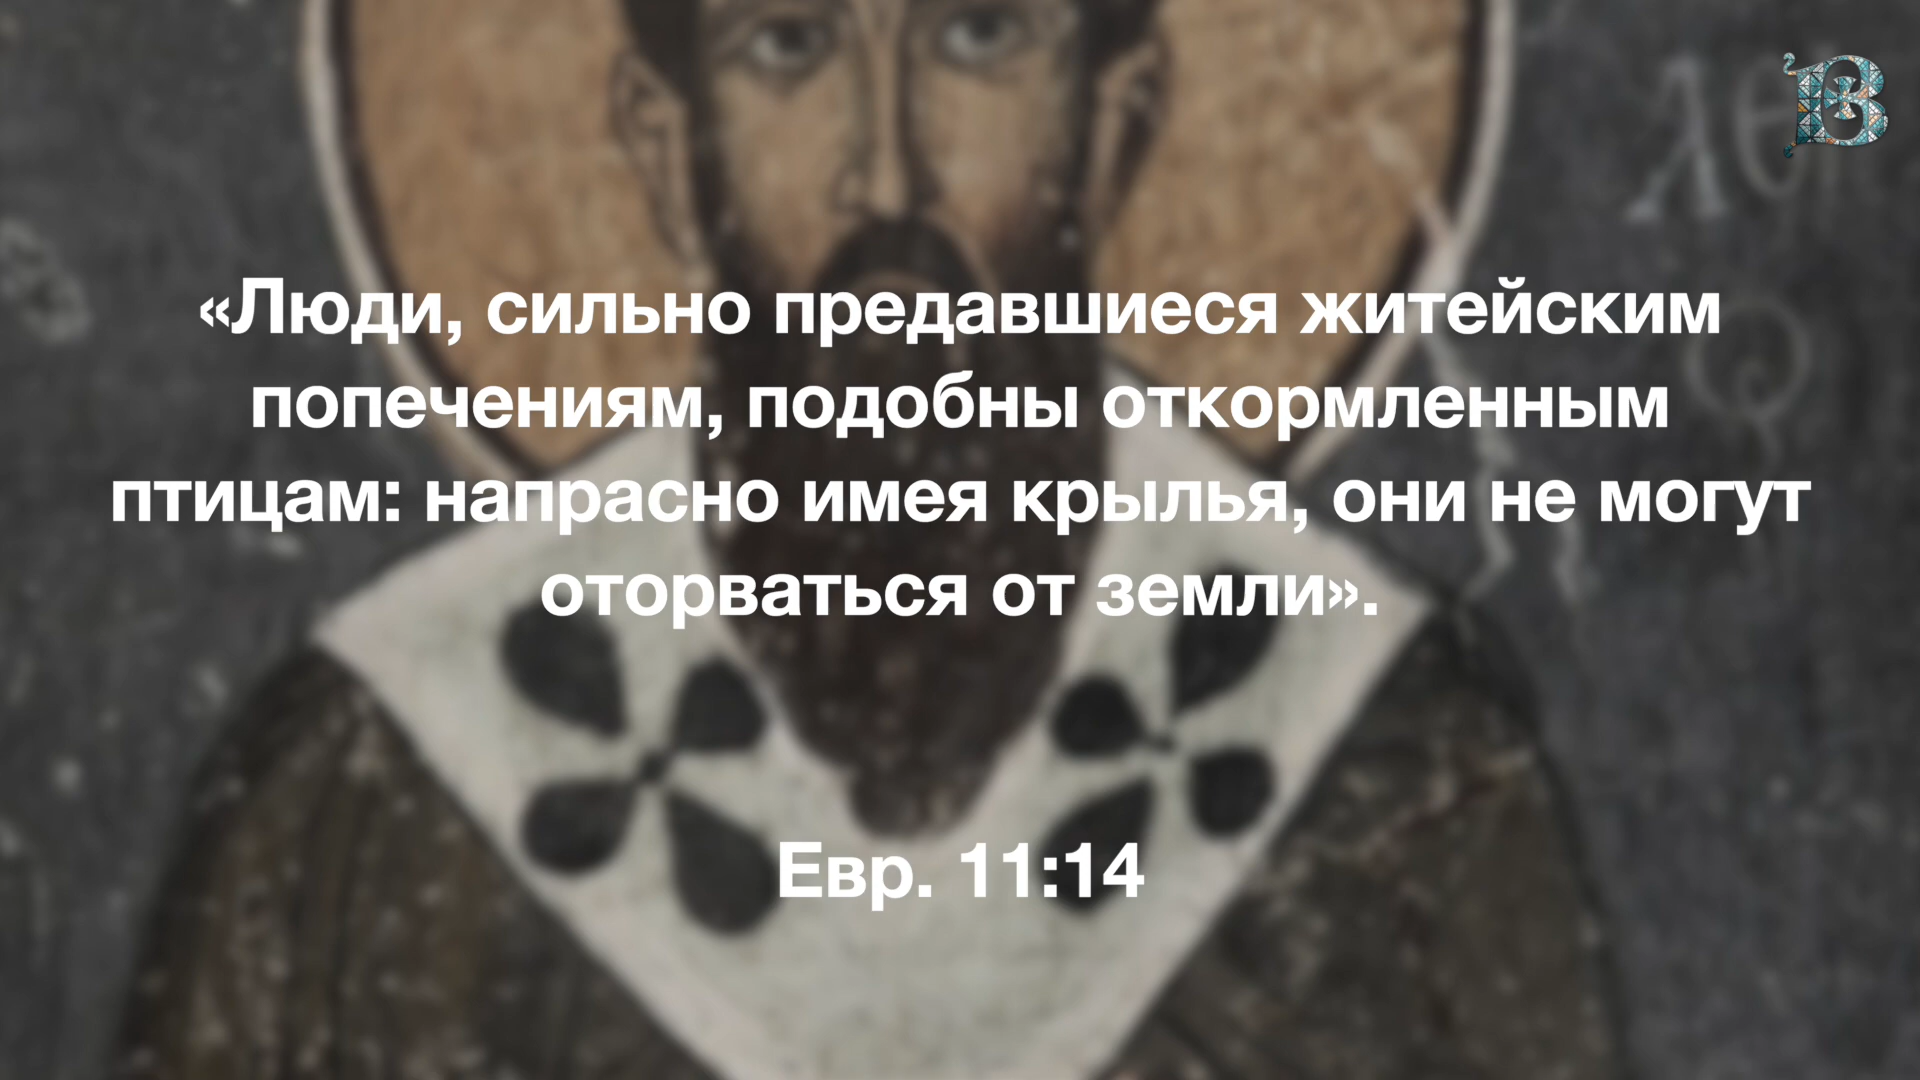 «Люди, сильно предавшиеся житейским
попечениям, подобны откормленным
птицам: напрасно имея крылья, они не могут
оторваться от земли».
Евр. 11:14